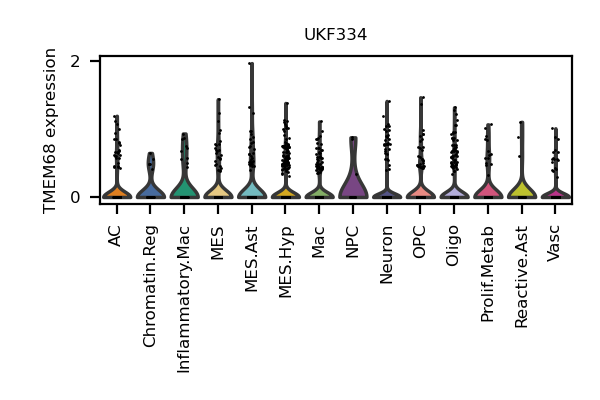 UKF334
TMEM68 expression
2
0
AC
Chromatin.Reg
Inflammatory.Mac
MES
MES.Ast
MES.Hyp
Mac
NPC
Neuron
OPC
Oligo
Prolif.Metab
Reactive.Ast
Vasc